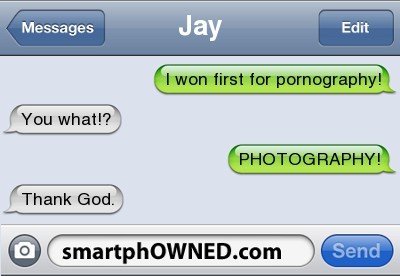 Messages
Jay
Edit
I won first for pornography!
You what!?
PHOTOGRAPHY!
Thank God.
smartphOWNED.com
Send